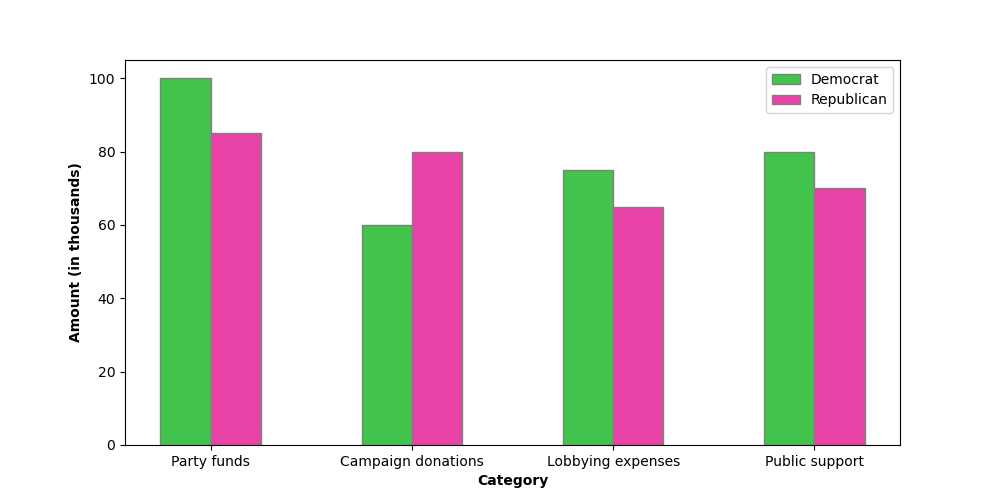 Democrat
Republican
100
80
60
40
20
0
Amount (in thousands)
Party funds Campaign donations Lobbying expenses Public support
Category